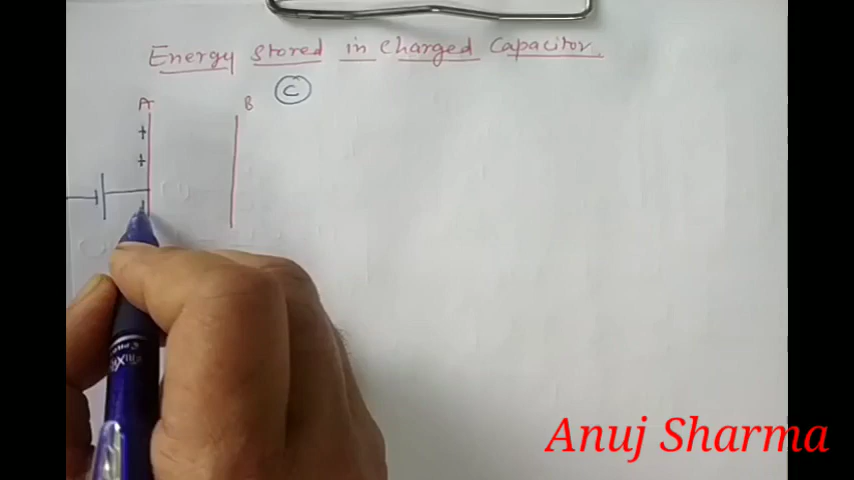 Energy stored in charged Capacitor.
C
A B
+
+
Anuj Sharma